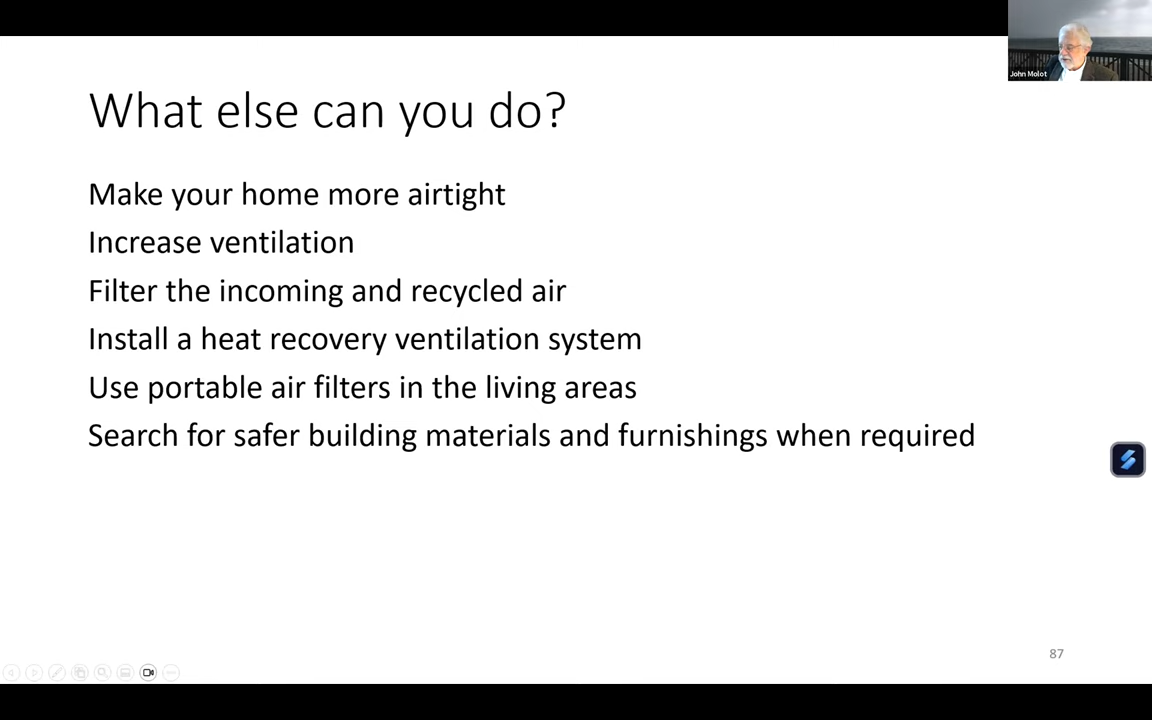 John Molot
What else can you do?
Make your home more airtight
Increase ventilation
Filter the incoming and recycled air
Install a heat recovery ventilation system
Use portable air filters in the living areas
Search for safer building materials and furnishings when required
87